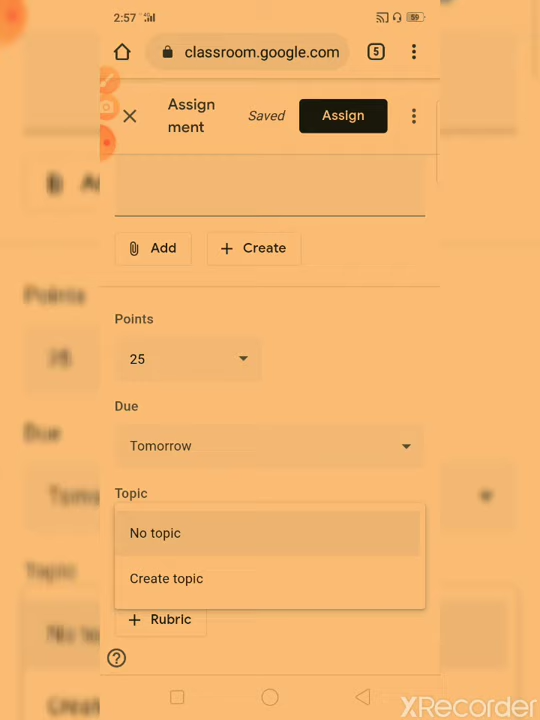 2:57
59
classroom.google.com
5
Assign
ment
Saved
Assign
Add
Create
Points
25
Due
Tomorrow
Topic
No topic
Create topic
Rubric
XRecorder